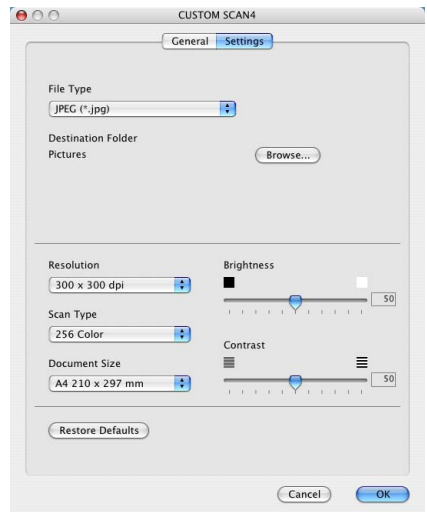 CUSTOM SCAN4
General Settings
File Type
JPEG (*.jpg)
Destination Folder
Pictures
Browse...
Resolution
300 x 300 dpi
Brightness
50
Scan Type
256 Color
Contrast
50
Document Size
A4 210 x 297 mm
Restore Defaults
Cancel OK